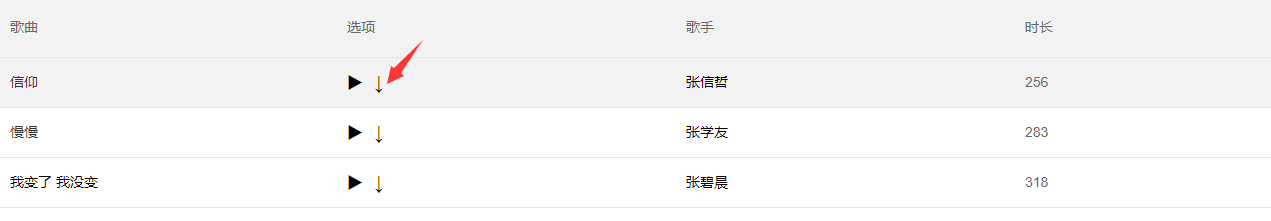 歌曲 选项 歌手 时长
信仰 ▶ ↓ 张信哲 256
慢慢 ▶ ↓ 张学友 283
我变了 我没变 ▶ ↓ 张碧晨 318